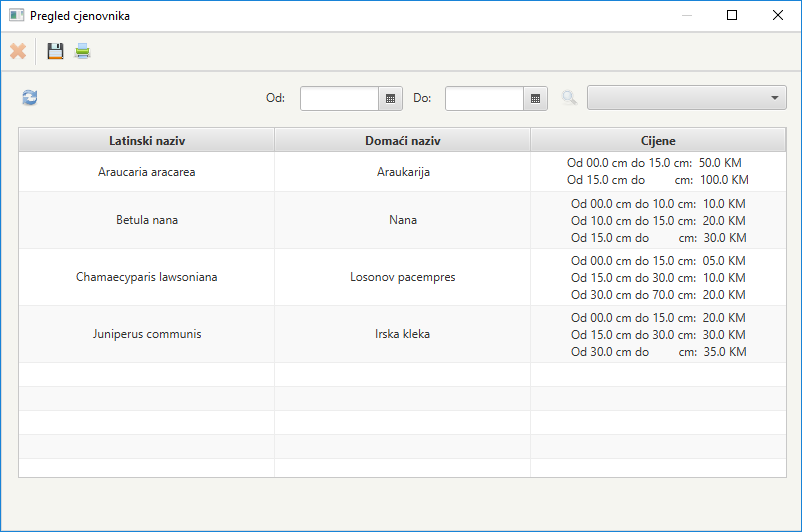 Pregled cjenovnika
Od: Do:
Latinski naziv Domaći naziv Cijene
Araucaria aracarea Araukarija Od 00.0 cm do 15.0 cm: 50.0 KM
Od 15.0 cm do cm: 100.0 KM
Betula nana Nana Od 00.0 cm do 10.0 cm: 10.0 KM
Od 10.0 cm do 15.0 cm: 20.0 KM
Od 15.0 cm do cm: 30.0 KM
Chamaecyparis lawsoniana Losonov pacempres Od 00.0 cm do 15.0 cm: 05.0 KM
Od 15.0 cm do 30.0 cm: 10.0 KM
Od 30.0 cm do 70.0 cm: 20.0 KM
Juniperus communis Irska kleka Od 00.0 cm do 15.0 cm: 20.0 KM
Od 15.0 cm do 30.0 cm: 30.0 KM
Od 30.0 cm do cm: 35.0 KM